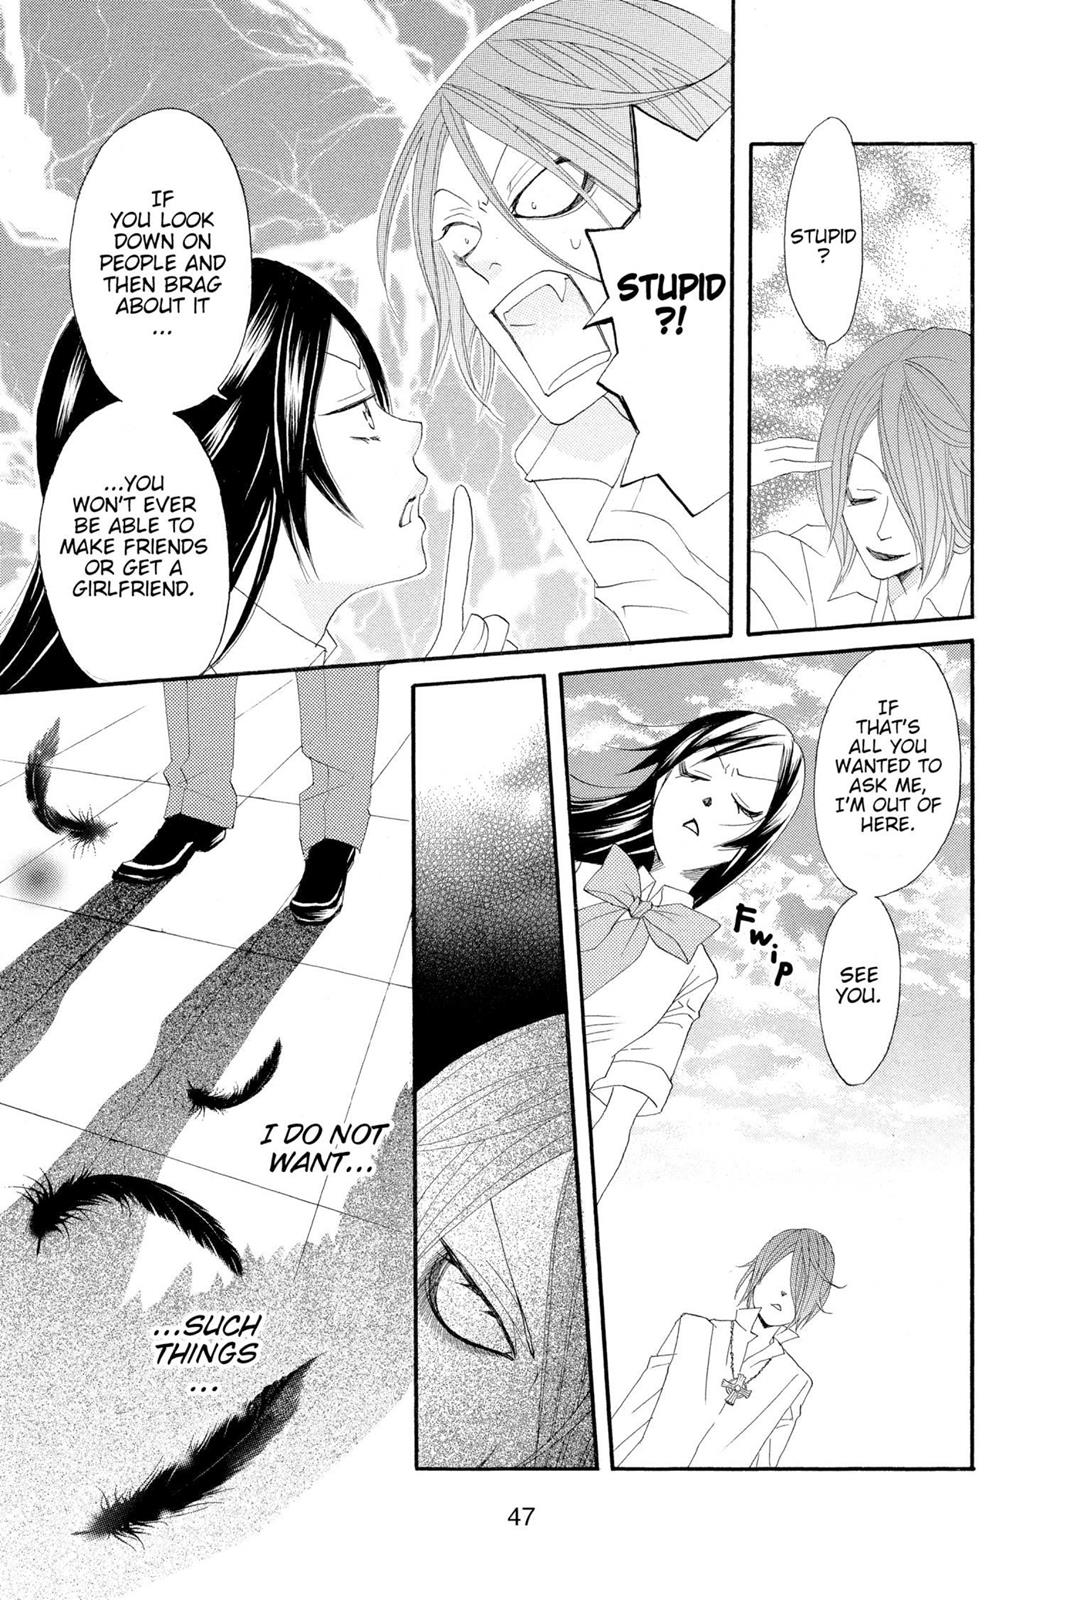 STUPID
?
STUPID
?!
IF
YOU LOOK
DOWN ON
PEOPLE AND
THEN BRAG
ABOUT IT
...
...YOU
WON'T EVER
BE ABLE TO
MAKE FRIENDS
OR GET A
GIRLFRIEND.
IF
THAT'S
ALL YOU
WANTED TO
ASK ME,
I'M OUT OF
HERE.
FWIP
SEE
YOU.
I DO NOT
WANT...
...SUCH
THINGS
...
47